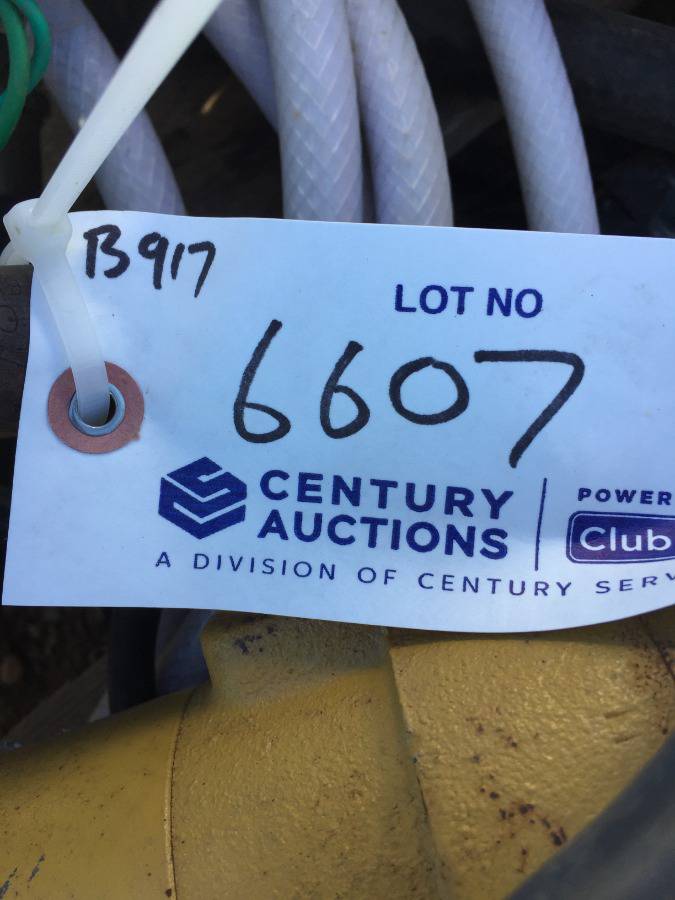 B917
LOT NO
6607
CENTURY
AUCTIONS
POWER
Club
A DIVISION OF CENTURY SERV